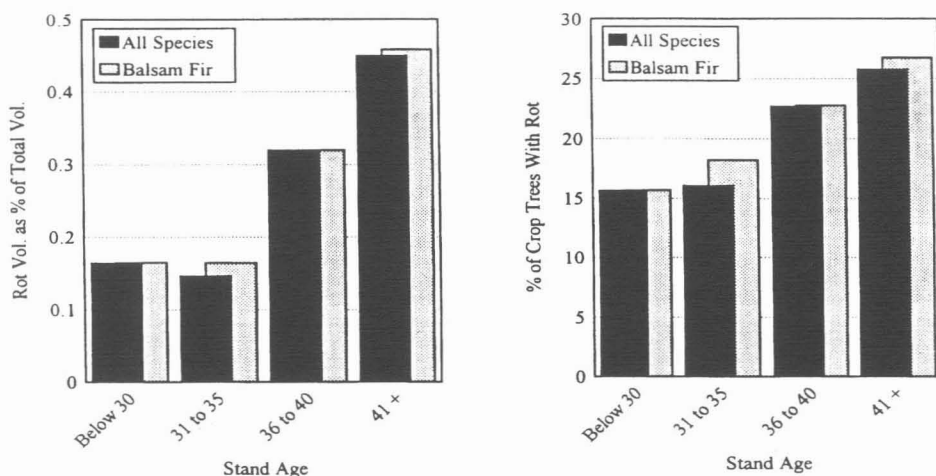 0.5
0.4
0.3
0.2
0.1
0
Rot Vol. as % of Total Vol.
All Species
Balsam Fir
Below 30
31 to 35
36 to 40
41 +
Stand Age
30
25
20
15
10
5
0
% of Crop Trees With Rot
All Species
Balsam Fir
Below 30
31 to 35
36 to 40
41 +
Stand Age